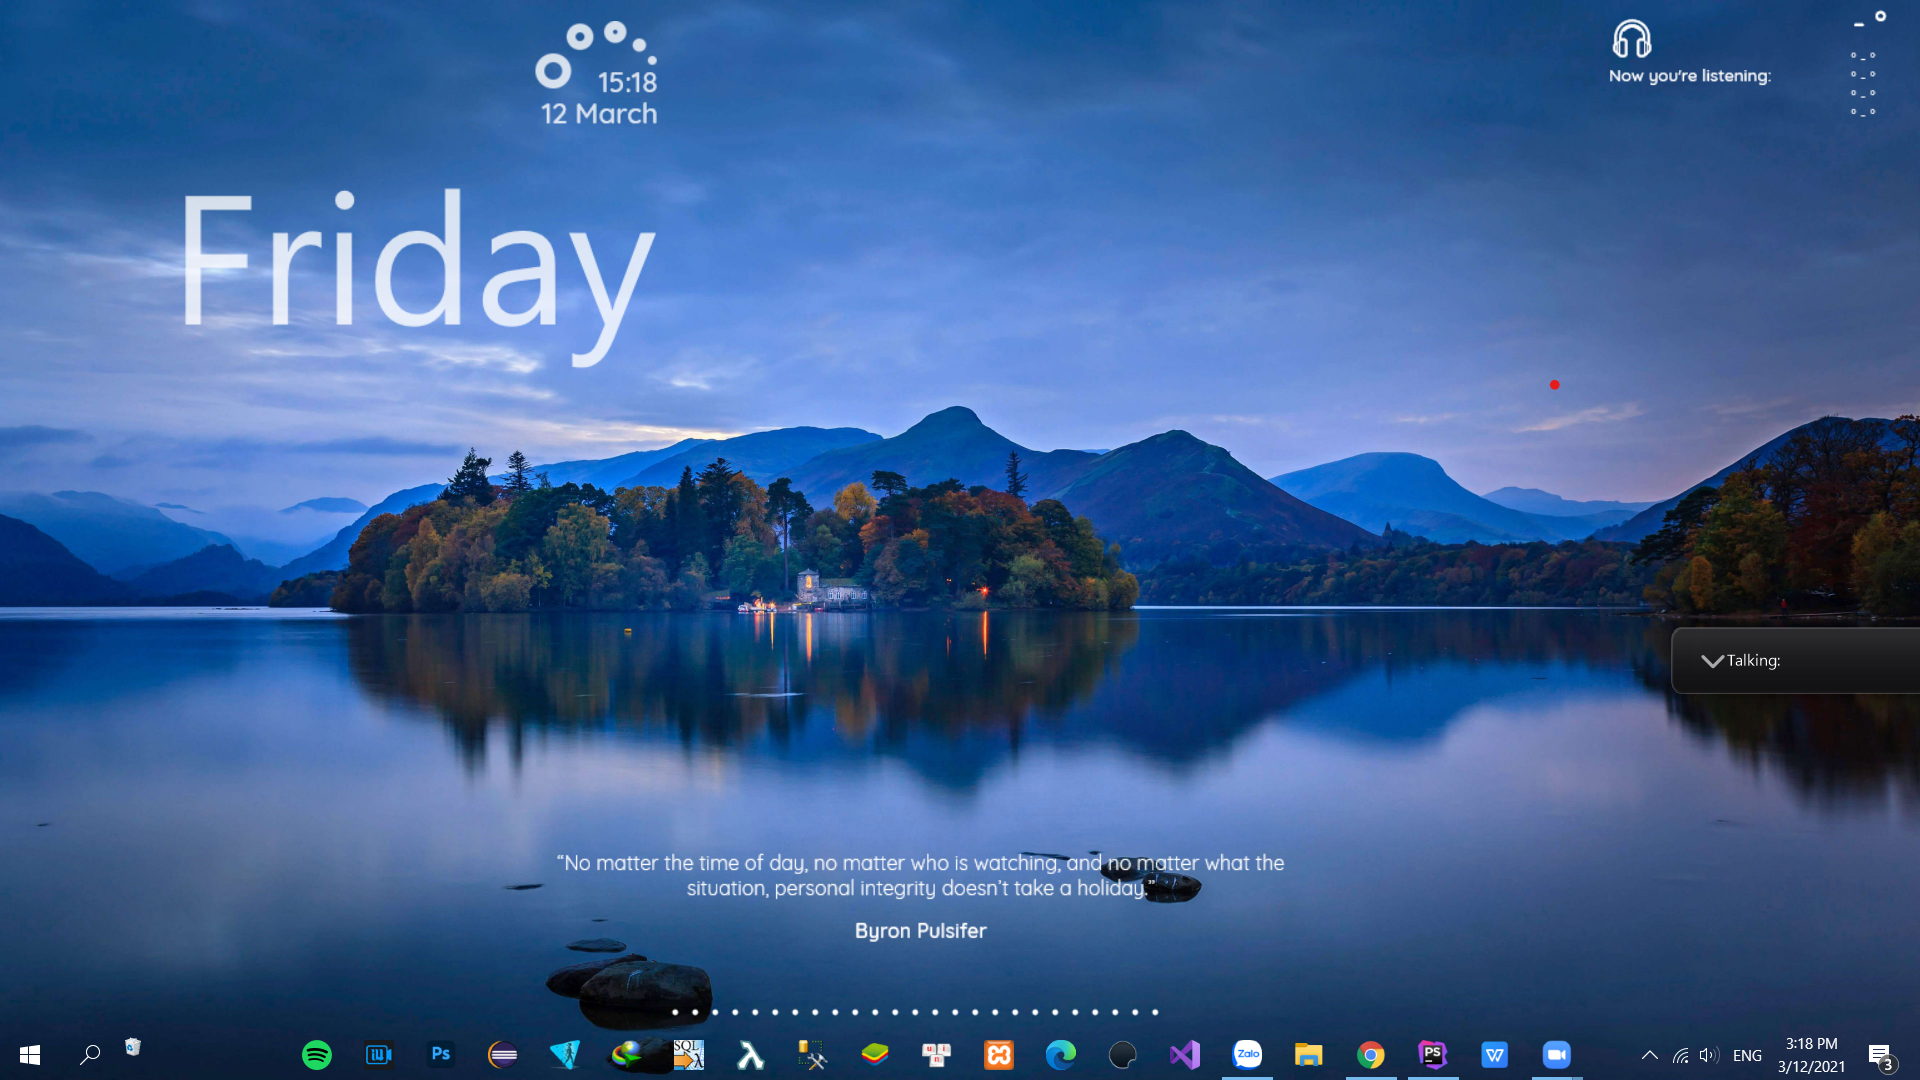 15:18
12 March
Now you're listening:
Friday
Talking:
“No matter the time of day, no matter who is watching, and no matter what the
situation, personal integrity doesn't take a holiday.”
Byron Pulsifer
Ps
SQL
Zalo
PS
W
ENG
3:18 PM
3/12/2021
3